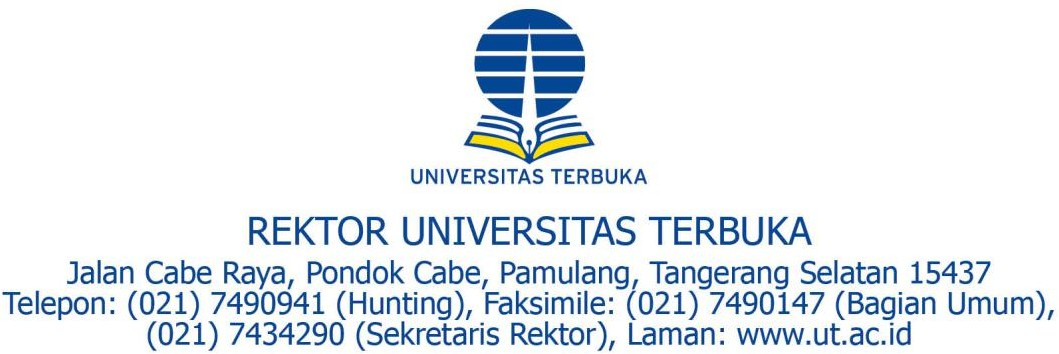 UNIVERSITAS TERBUKA
REKTOR UNIVERSITAS TERBUKA
Jalan Cabe Raya, Pondok Cabe, Pamulang, Tangerang Selatan 15437
Telepon: (021) 7490941 (Hunting), Faksimile: (021) 7490147 (Bagian Umum),
(021) 7434290 (Sekretaris Rektor), Laman: www.ut.ac.id